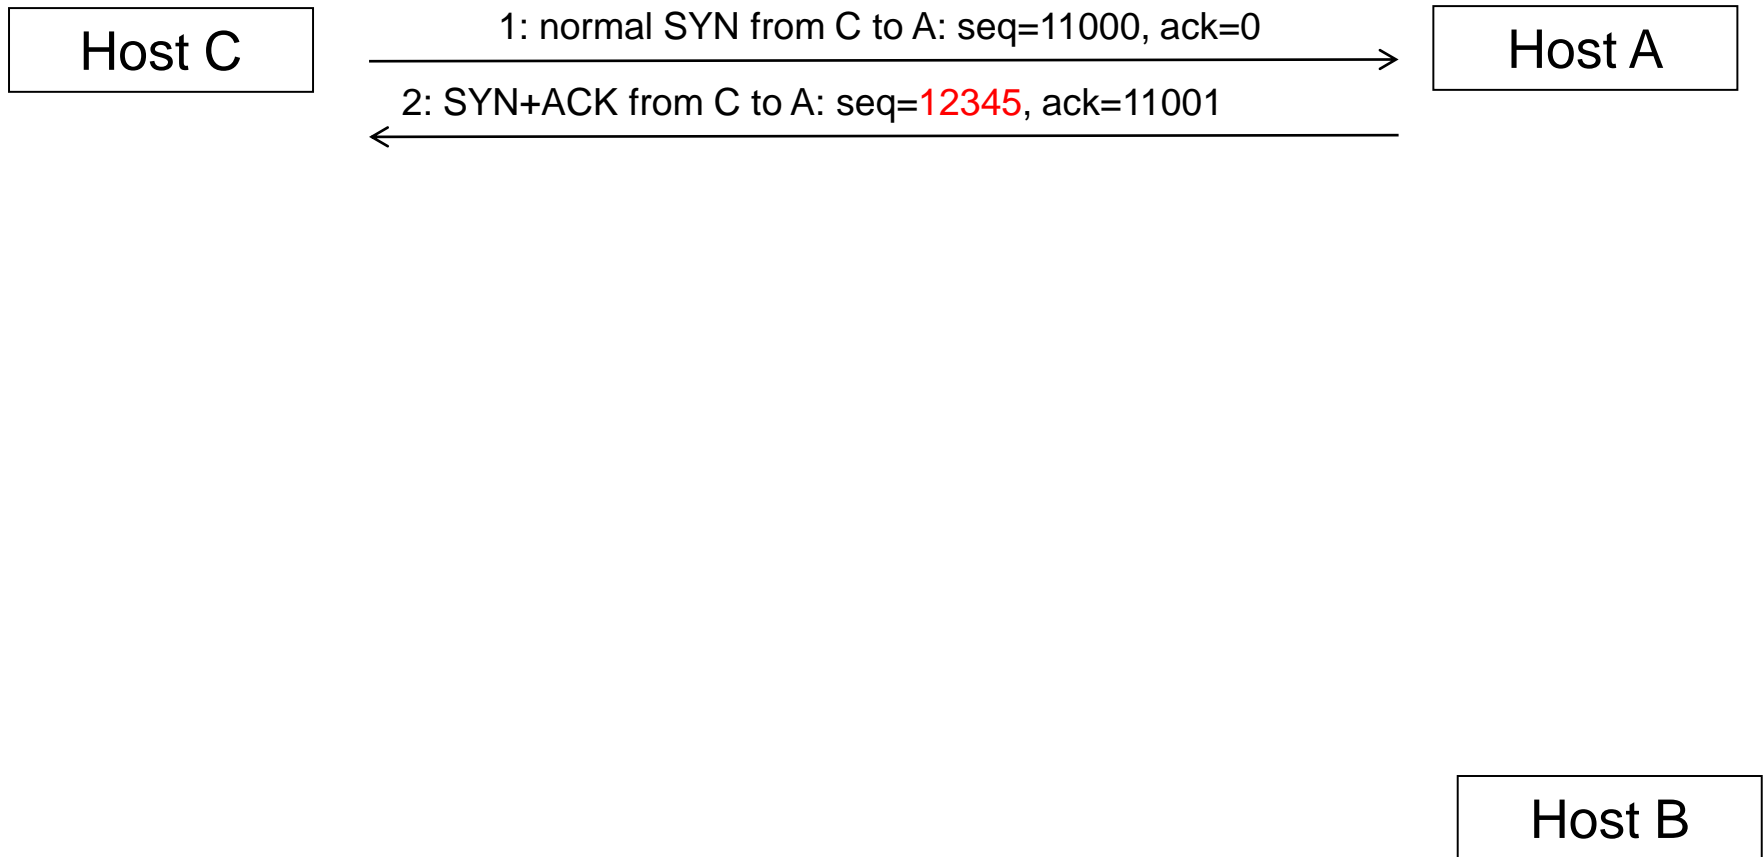 Host C
1: normal SYN from C to A: seq=11000, ack=0
Host A
2: SYN+ACK from C to A: seq=12345, ack=11001
Host B